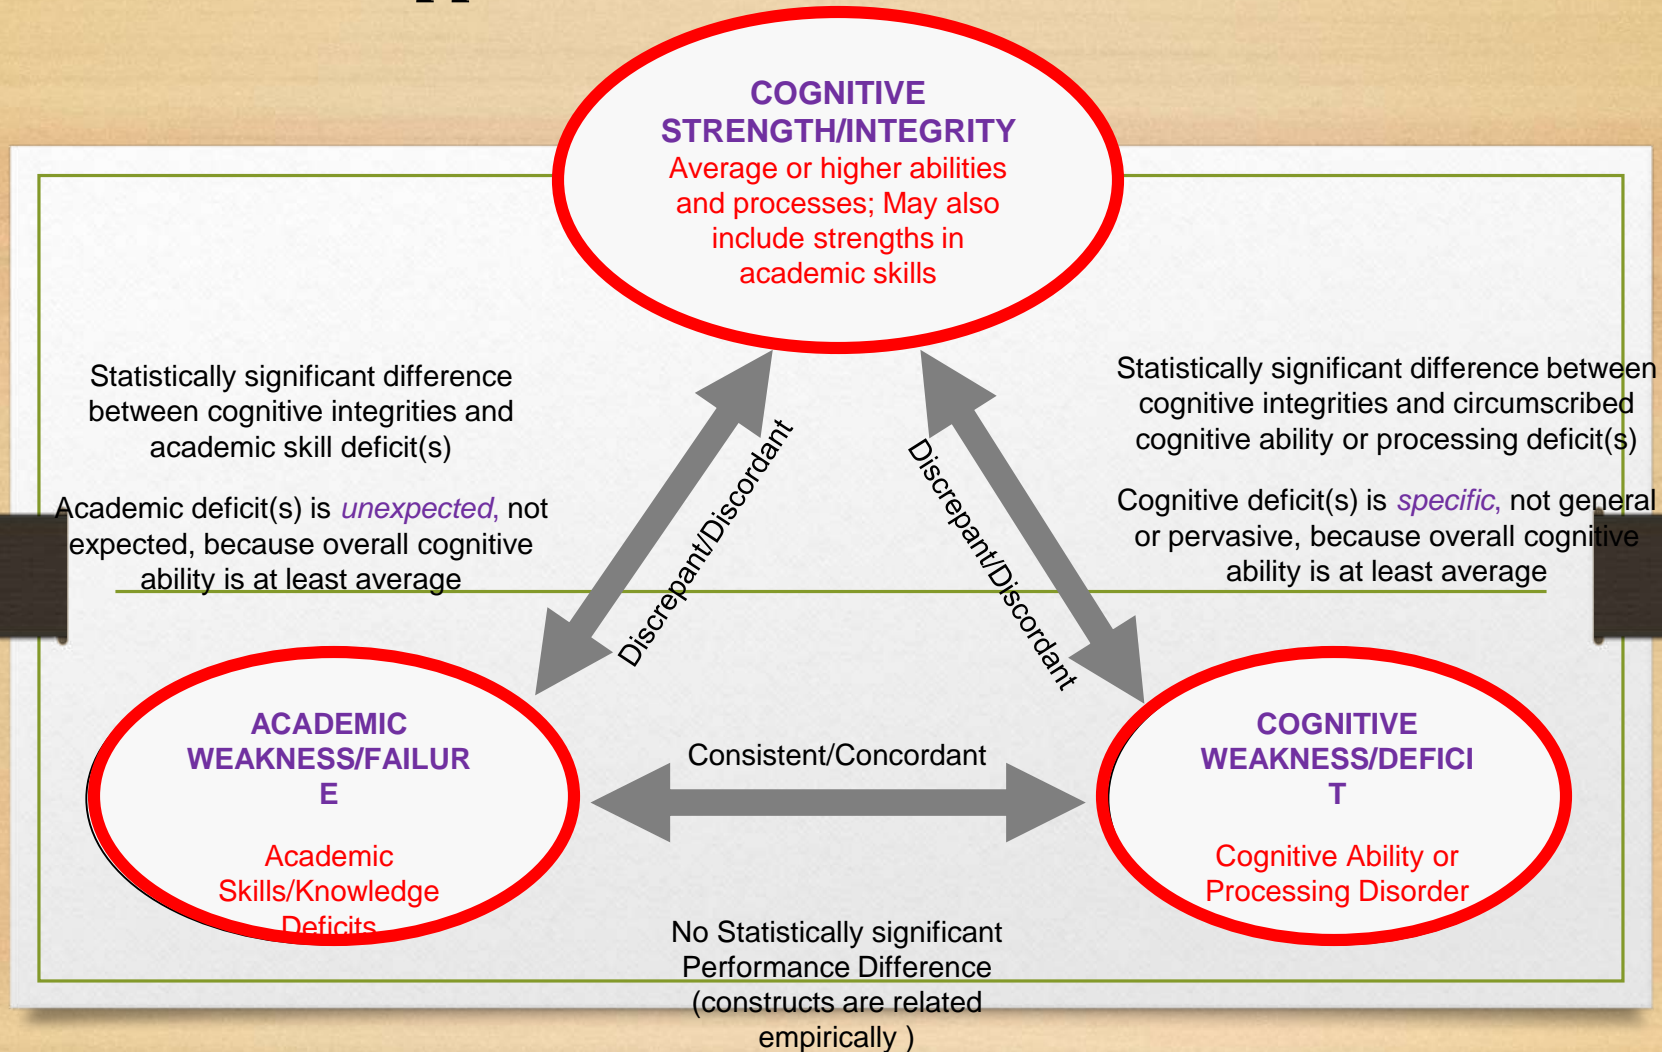 COGNITIVE
STRENGTH/INTEGRITY
Average or higher abilities
and processes; May also
include strengths in
academic skills
Statistically significant difference
between cognitive integrities and
academic skill deficit(s)
Academic deficit(s) is unexpected, not
expected, because overall cognitive
ability is at least average
Discrepant/Discordant
Discrepant/Discordant
Statistically significant difference between
cognitive integrities and circumscribed
cognitive ability or processing deficit(s)
Cognitive deficit(s) is specific, not general
or pervasive, because overall cognitive
ability is at least average
ACADEMIC
WEAKNESS/FAILUR
E
Academic
Skills/Knowledge
Deficits
Consistent/Concordant
COGNITIVE
WEAKNESS/DEFICI
T
Cognitive Ability or
Processing Disorder
No Statistically significant
Performance Difference
(constructs are related
empirically )